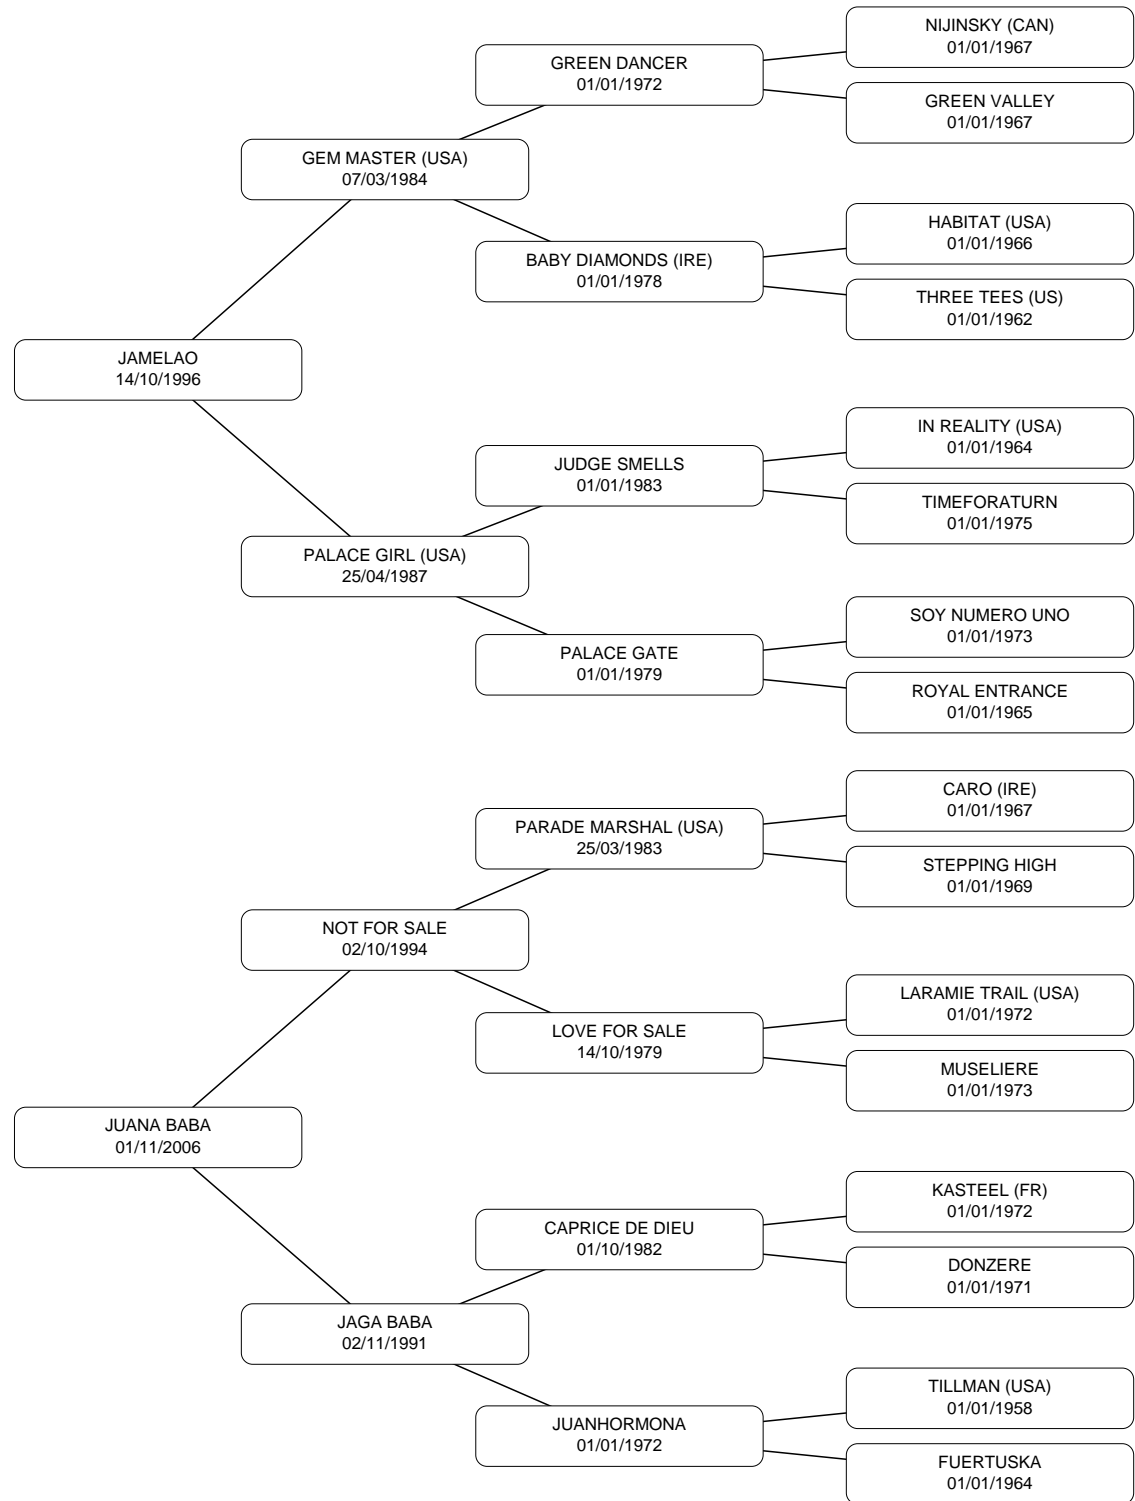 NIJINSKY (CAN)
01/01/1967
GREEN DANCER
01/01/1972
GREEN VALLEY
01/01/1967
GEM MASTER (USA)
07/03/1984
HABITAT (USA)
01/01/1966
BABY DIAMONDS (IRE)
01/01/1978
THREE TEES (US)
01/01/1962
JAMELAO
14/10/1996
IN REALITY (USA)
01/01/1964
JUDGE SMELLS
01/01/1983
TIMEFORATURN
01/01/1975
PALACE GIRL (USA)
25/04/1987
SOY NUMERO UNO
01/01/1973
PALACE GATE
01/01/1979
ROYAL ENTRANCE
01/01/1965
CARO (IRE)
01/01/1967
PARADE MARSHAL (USA)
25/03/1983
STEPPING HIGH
01/01/1969
NOT FOR SALE
02/10/1994
LARAMIE TRAIL (USA)
01/01/1972
LOVE FOR SALE
14/10/1979
MUSELIERE
01/01/1973
JUANA BABA
01/11/2006
KASTEEL (FR)
01/01/1972
CAPRICE DE DIEU
01/10/1982
DONZERE
01/01/1971
JAGA BABA
02/11/1991
TILLMAN (USA)
01/01/1958
JUANHORMONA
01/01/1972
FUERTUSKA
01/01/1964